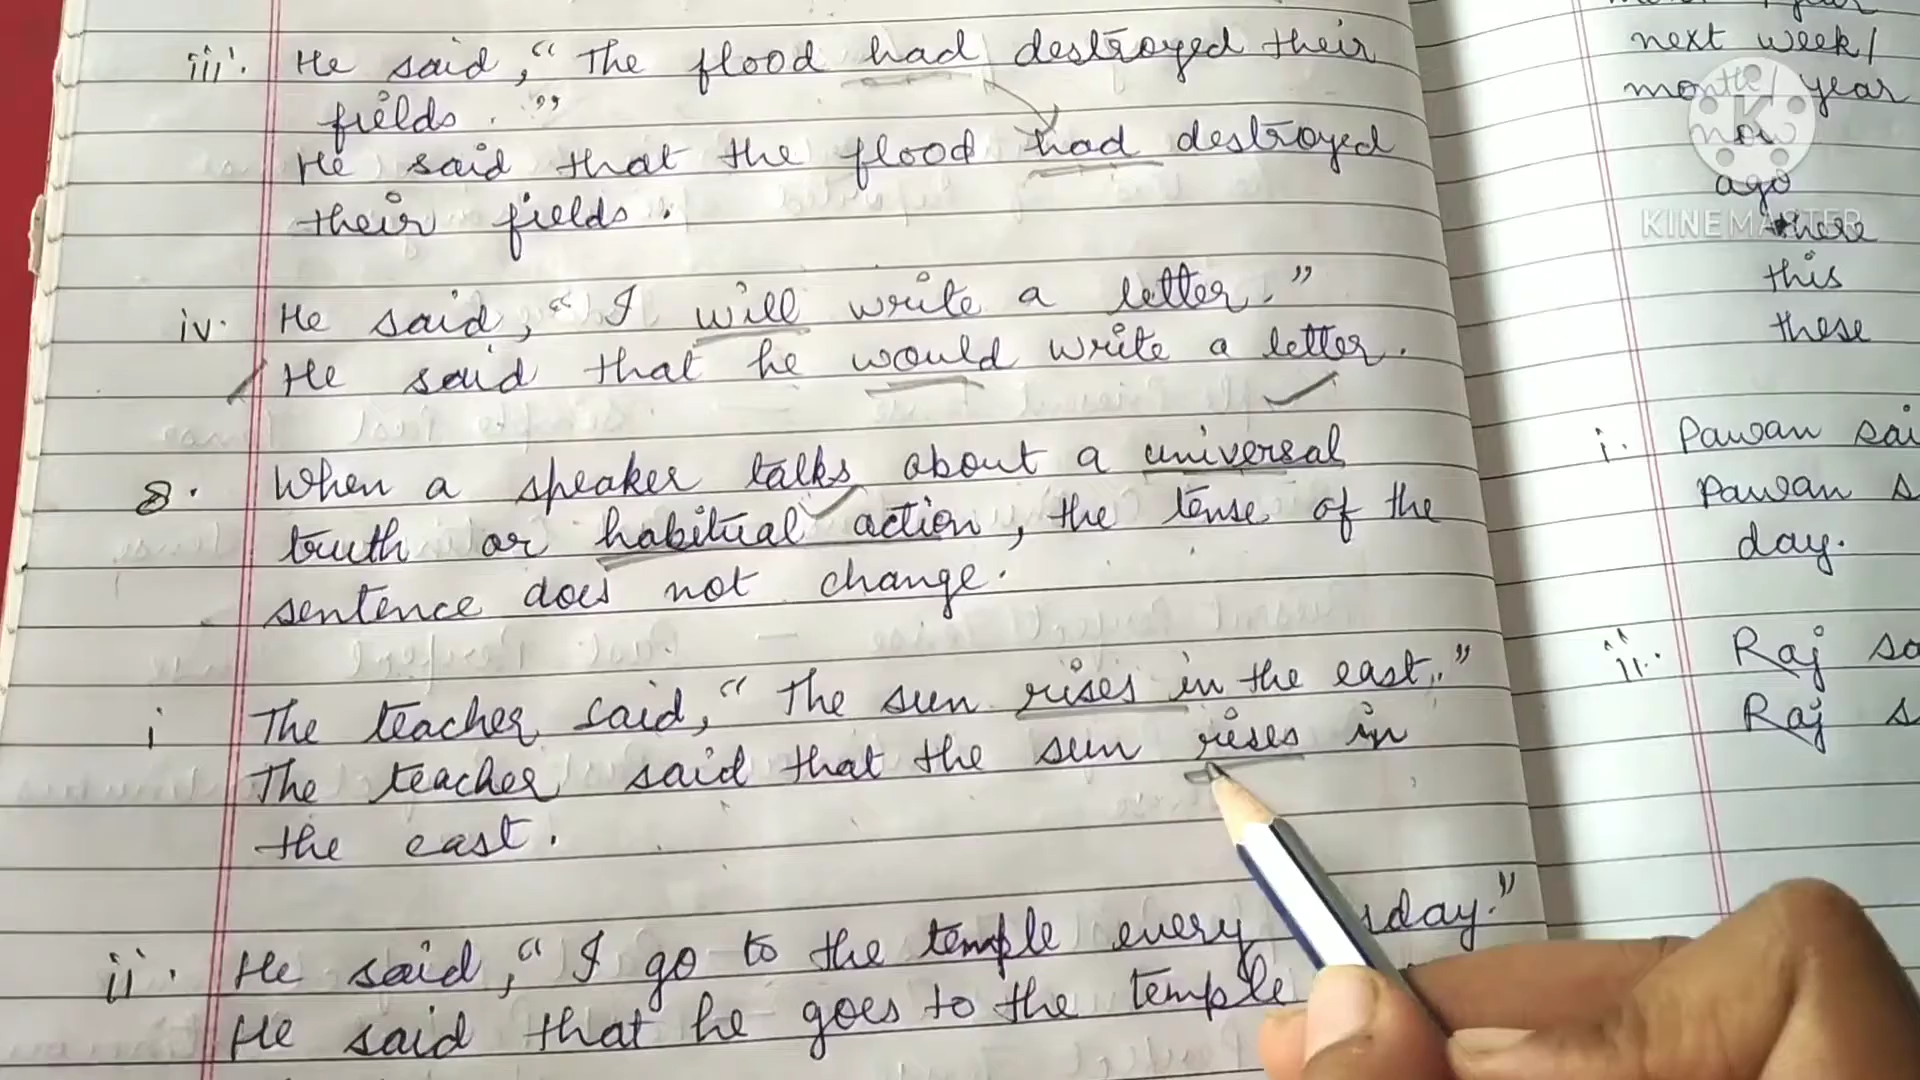 iii. He said, “The flood had destroyed their
fields.”
He said that the flood had destroyed
their fields.
iv. He said, “I will write a letter.”
He said that he would write a letter.
8. When a speaker talks about a universal
truth or habitual action, the tense of the
sentence does not change.
i The teacher said, “The sun rises in the east.”
The teacher said that the sun rises in
the east.
ii. He said, “I go to the temple every sday.”
He said that he goes to the temple
next week/
month/year
now
ago
there
this
these
i. Pawan sai
Pawan s
day.
ii. Raj sa
Raj s
K
KINEMASTER